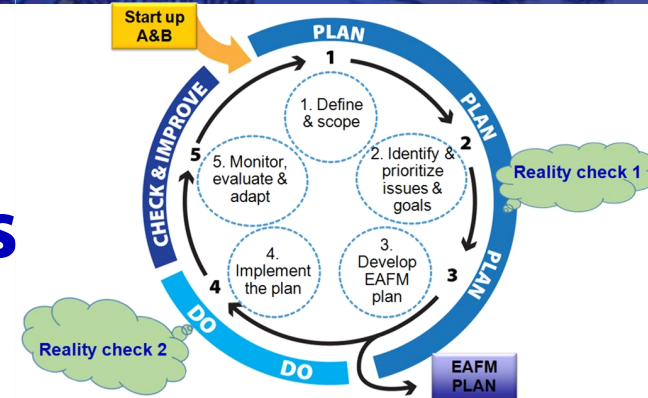 Start up
A&B
PLAN
1
1. Define
& scope
PLAN
2
2. Identify &
prioritize
issues &
goals
Reality check 1
CHECK & IMPROVE
5
5. Monitor,
evaluate &
adapt
s
3.
Develop
EAFM
plan
3
PLAN
4.
Implement
the plan
4
DO
DO
Reality check 2
EAFM
PLAN